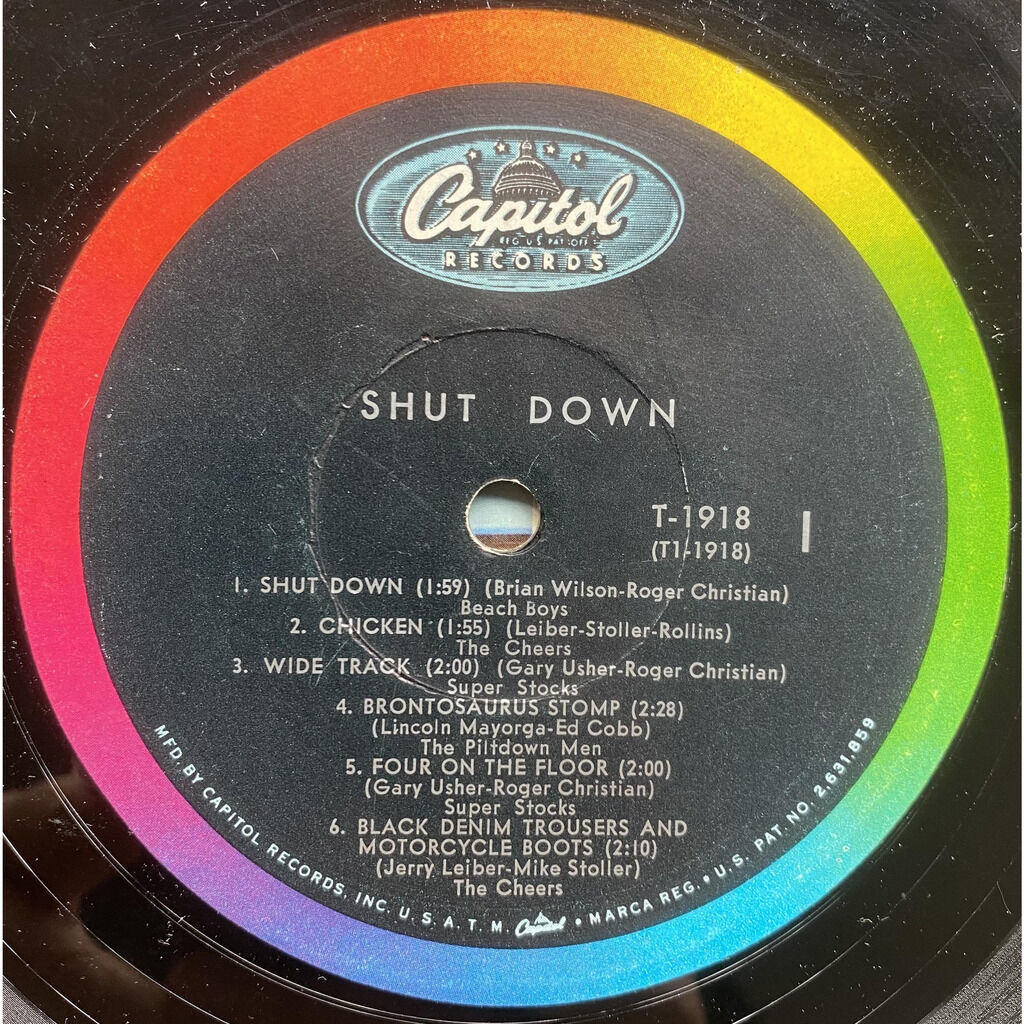 Capitol
REG. U.S. PAT. OFF.
RECORDS
SHUT DOWN
T-1918
(T1-1918)
1
1. SHUT DOWN (1:59) (Brian Wilson-Roger Christian)
Beach Boys
2. CHICKEN (1:55) (Leiber-Stoller-Rollins)
The Cheers
3. WIDE TRACK (2:00) (Gary Usher-Roger Christian)
Super Stocks
4. BRONTOSAURUS STOMP (2:28)
(Lincoln Mayorga-Ed Cobb)
The Piltdown Men
5. FOUR ON THE FLOOR (2:00)
(Gary Usher-Roger Christian)
Super Stocks
6. BLACK DENIM TROUSERS AND
MOTORCYCLE BOOTS (2:10)
(Jerry Leiber-Mike Stoller)
The Cheers
MFD. BY CAPITOL RECORDS, INC. U. S. A. T. M. Capitol • MARCA REG. • U.S. PAT. NO. 2,631,859